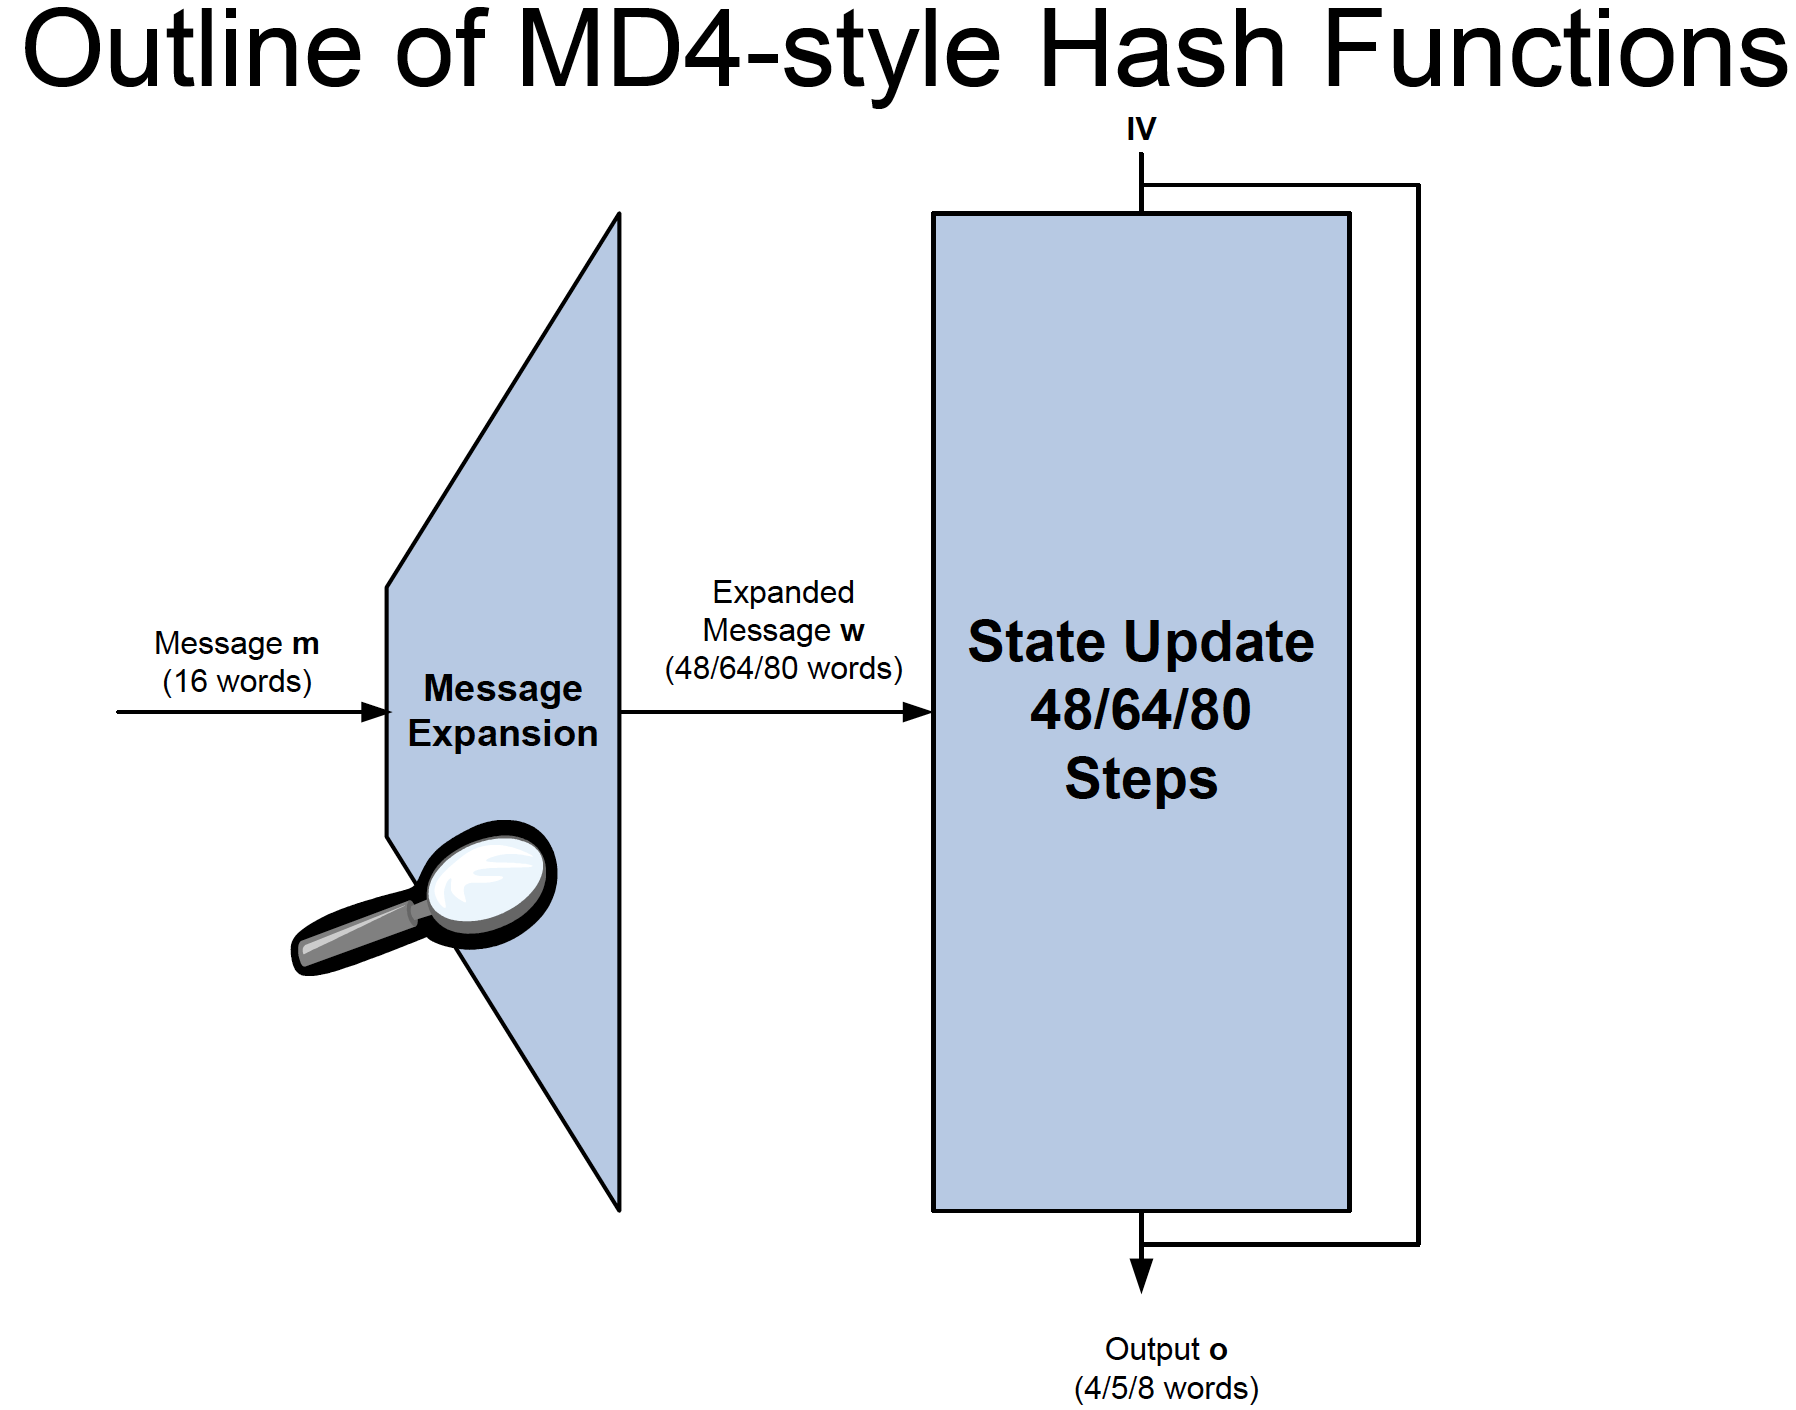 Outline of MD4-style Hash Functions
IV
Message m
(16 words)
Message
Expansion
Expanded
Message w
(48/64/80 words)
State Update
48/64/80
Steps
Output o
(4/5/8 words)